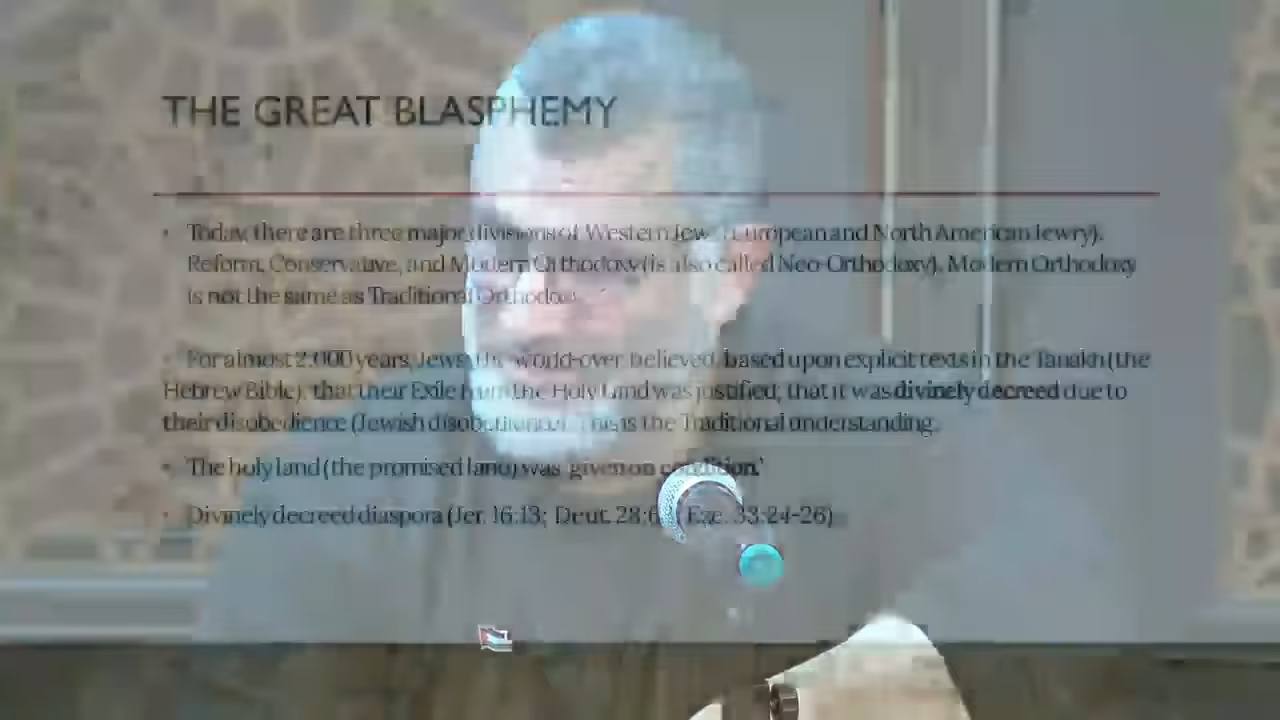 THE GREAT BLASPHEMY
Today, there are three major divisions of Western Jew (European and North American Jewry).
Reform, Conservative, and Modern Orthodoxy (is also called Neo-Orthodoxy). Modern Orthodoxy
is not the same as Traditional Orthodox
For almost 2,000 years, Jews the world-over believed, based upon explicit texts in the Tanakh (the
Hebrew Bible), that their Exile from the Holy Land was justified; that it was divinely decreed due to
their disobedience (Jewish disobedience). This is the Traditional understanding.
The holy land (the promised land) was 'given on condition.'
Divinely decreed diaspora (Jer. 16:13; Deut. 28: Eze. 33:24-26)